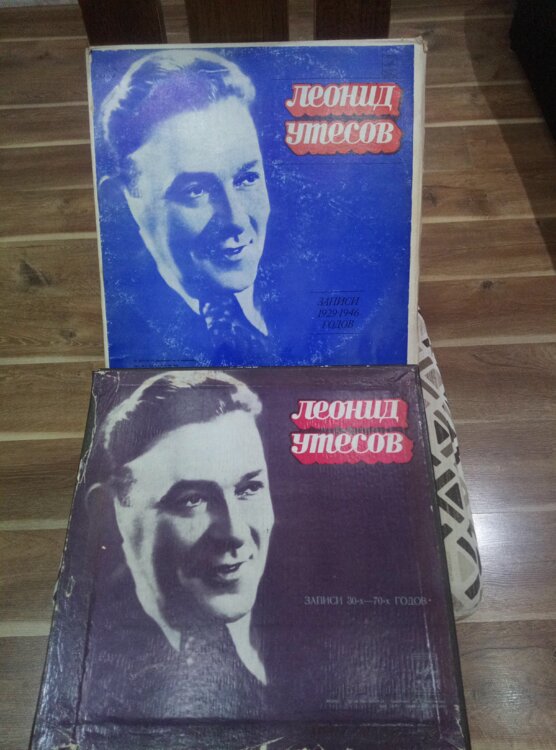 Леонид
Утесов
ЗАПИСИ
1929-1946
ГОДОВ
Леонид
Утесов
ЗАПИСИ 30-х—70-х ГОДОВ